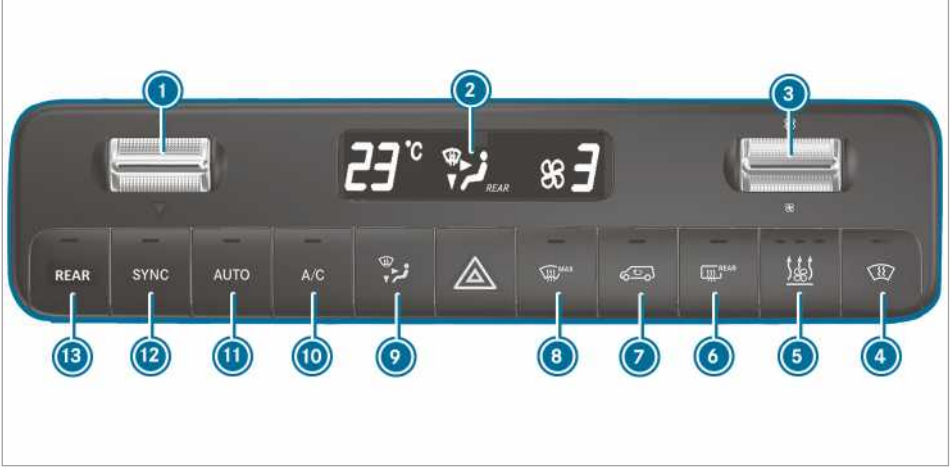 1 2 3
23 °C REAR 3
REAR SYNC AUTO A/C MAX REAR
13 12 11 10 9 8 7 6 5 4